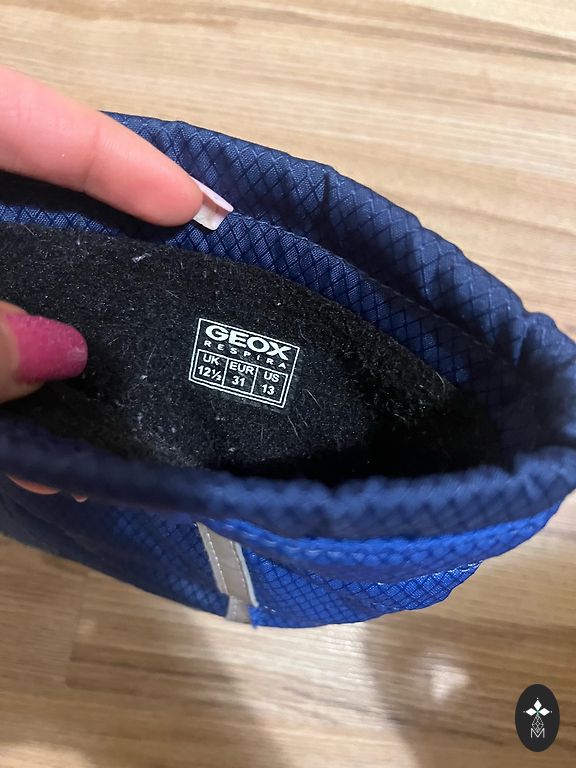 GEOX
RESPIRA
UK EUR US
12½ 31 13
M